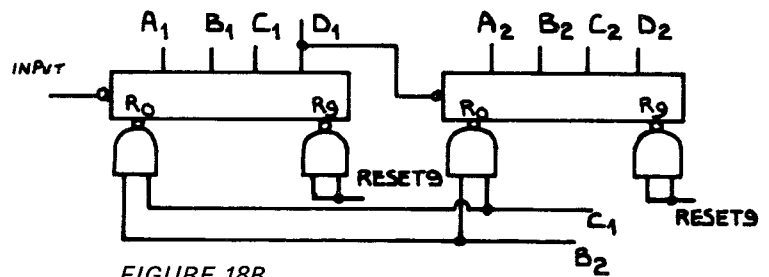 A₁ B₁ C₁ D₁ A₂ B₂ C₂ D₂
INPUT
R₀ R9 R₀ R9
RESET9 RESET9
C₁
B₂
FIGURE 18B